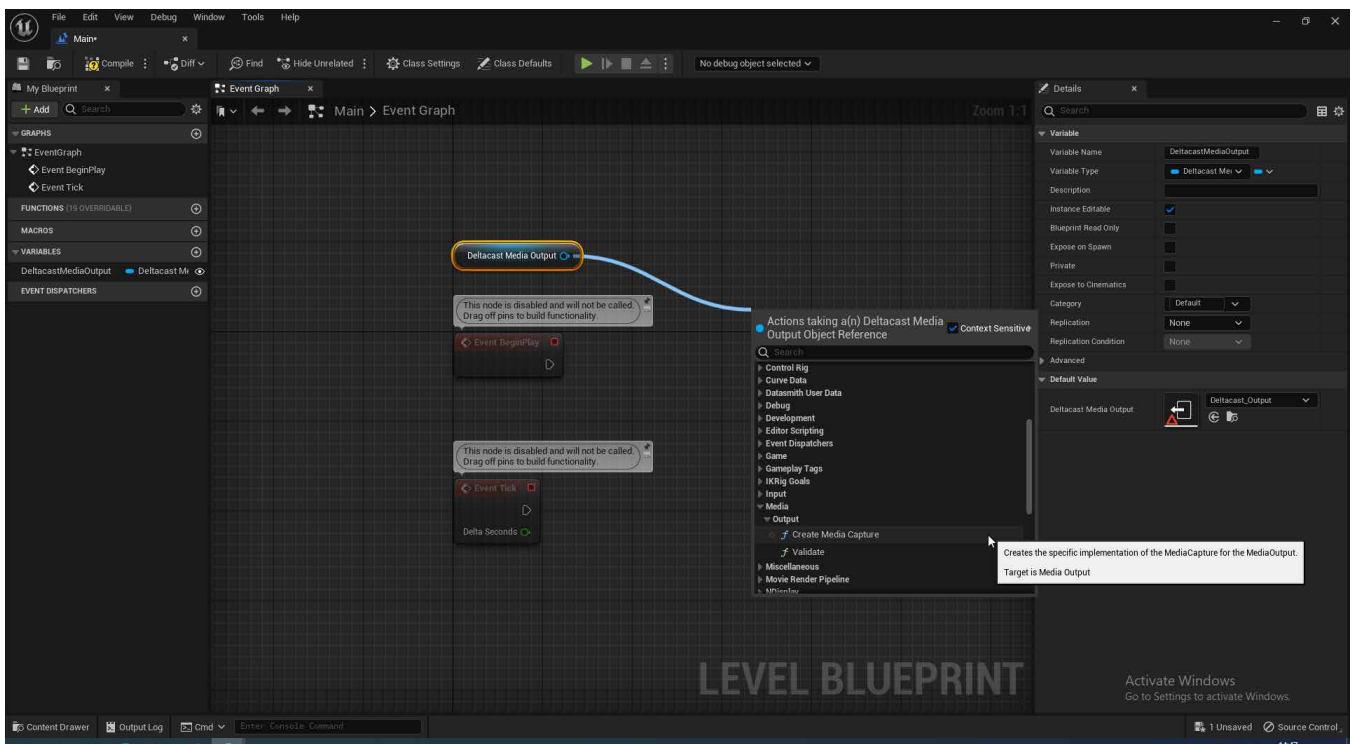 File Edit View Debug Window Tools Help
Main•
Compile Diff Find Hide Unrelated Class Settings Class Defaults No debug object selected
My Blueprint
Event Graph
Details
Add Search
Main > Event Graph
Zoom 1:1
Search
GRAPHS
EventGraph
Event BeginPlay
Event Tick
FUNCTIONS (19 OVERRIDABLE)
MACROS
VARIABLES
DeltacastMediaOutput Deltacast Me
EVENT DISPATCHERS
Deltacast Media Output
This node is disabled and will not be called.
Drag off pins to build functionality.
Event BeginPlay
This node is disabled and will not be called.
Drag off pins to build functionality.
Event Tick
Delta Seconds
Actions taking a(n) Deltacast Media
Output Object Reference
Context Sensitive
Search
Control Rig
Curve Data
Datasmith User Data
Debug
Development
Editor Scripting
Event Dispatchers
Game
Gameplay Tags
IKRig Goals
Input
Media
Output
Create Media Capture
Validate
Miscellaneous
Movie Render Pipeline
NDisplay
Creates the specific implementation of the MediaCapture for the MediaOutput.
Target is Media Output
Variable
Variable Name DeltacastMediaOutput
Variable Type Deltacast Me
Description
Instance Editable
Blueprint Read Only
Expose on Spawn
Private
Expose to Cinematics
Category Default
Replication None
Replication Condition None
Advanced
Default Value
Deltacast Media Output Deltacast_Output
LEVEL BLUEPRINT
Activate Windows
Go to Settings to activate Windows.
Content Drawer Output Log Cmd Enter Console Command
1 Unsaved Source Control